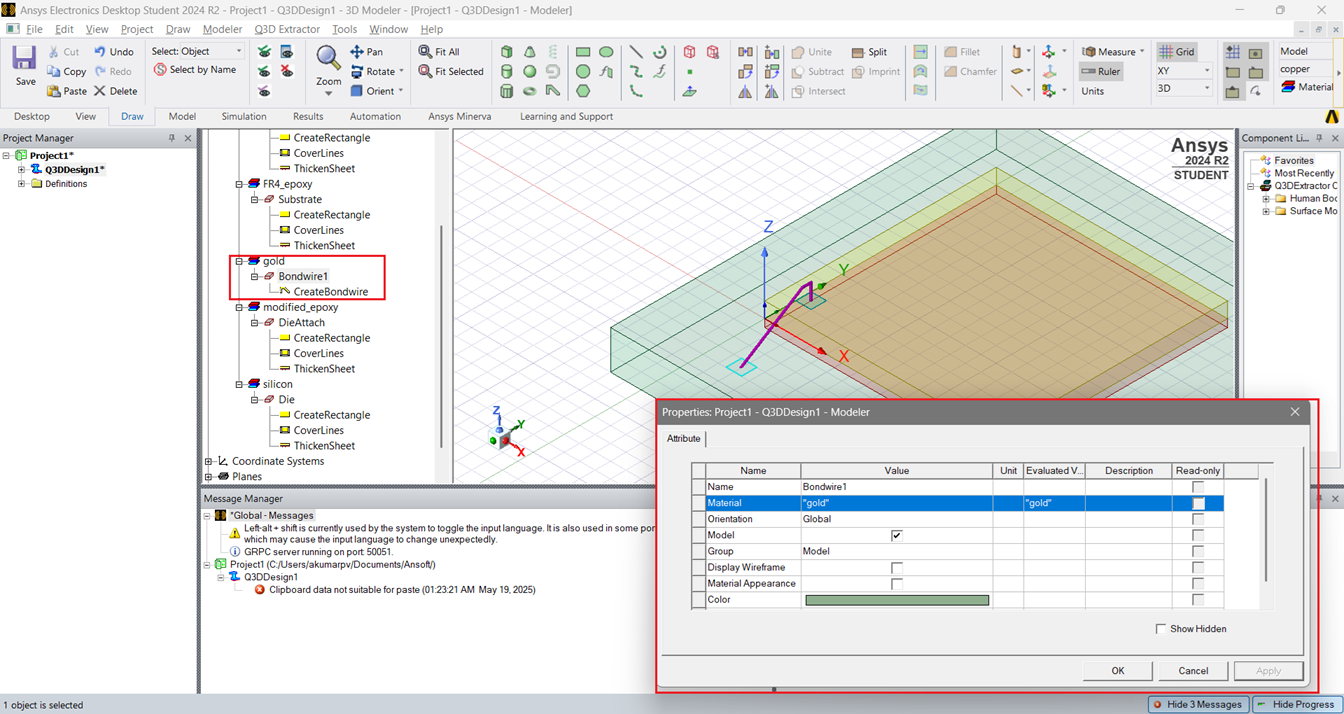 Ansys Electronics Desktop Student 2024 R2 - Project1 - Q3DDesign1 - 3D Modeler - [Project1 - Q3DDesign1 - Modeler]
File Edit View Project Draw Modeler Q3D Extractor Tools Window Help
Save
Cut
Copy
Paste
Undo
Redo
Delete
Select: Object
Select by Name
Zoom
Pan
Rotate
Orient
Fit All
Fit Selected
Unite
Subtract
Intersect
Split
Imprint
Fillet
Chamfer
Measure
Ruler
Units
Grid
XY
3D
Model
copper
Material
Desktop View Draw Model Simulation Results Automation Ansys Minerva Learning and Support
Project Manager
Project1*
Q3DDesign1*
Definitions
CreateRectangle
CoverLines
ThickenSheet
FR4_epoxy
Substrate
CreateRectangle
CoverLines
ThickenSheet
gold
Bondwire1
CreateBondwire
modified_epoxy
DieAttach
CreateRectangle
CoverLines
ThickenSheet
silicon
Die
CreateRectangle
CoverLines
ThickenSheet
Coordinate Systems
Planes
Ansys
2024 R2
STUDENT
Z
Y
X
Z
Y
X
Component Li...
Favorites
Most Recently
Q3DExtractor C
Human Boc
Surface Mo
Message Manager
*Global - Messages
Left-alt + shift is currently used by the system to toggle the input language. It is also used in some por
which may cause the input language to change unexpectedly.
GRPC server running on port 50051.
Project1 (C:/Users/akumarpv/Documents/Ansoft/)
Q3DDesign1
Clipboard data not suitable for paste (01:23:21 AM May 19, 2025)
Properties: Project1 - Q3DDesign1 - Modeler
Attribute
Name Value Unit Evaluated V... Description Read-only
Name Bondwire1
Material "gold" "gold"
Orientation Global
Model
Group Model
Display Wireframe
Material Appearance
Color
Show Hidden
OK Cancel Apply
1 object is selected
Hide 3 Messages
Hide Progress